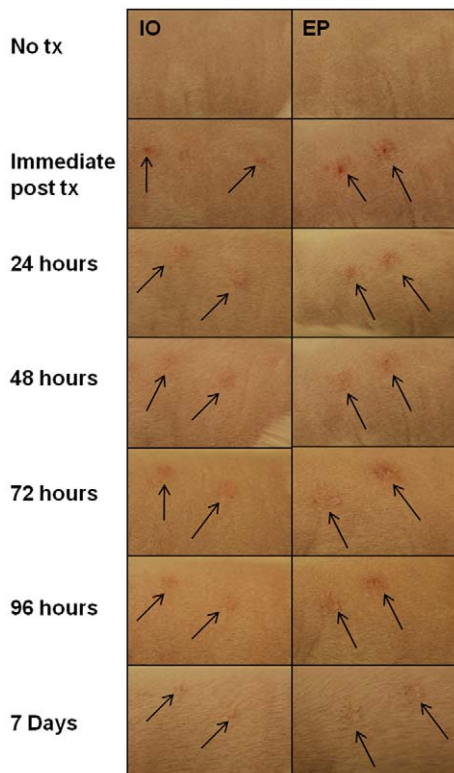 IO EP
No tx
Immediate
post tx
24 hours
48 hours
72 hours
96 hours
7 Days